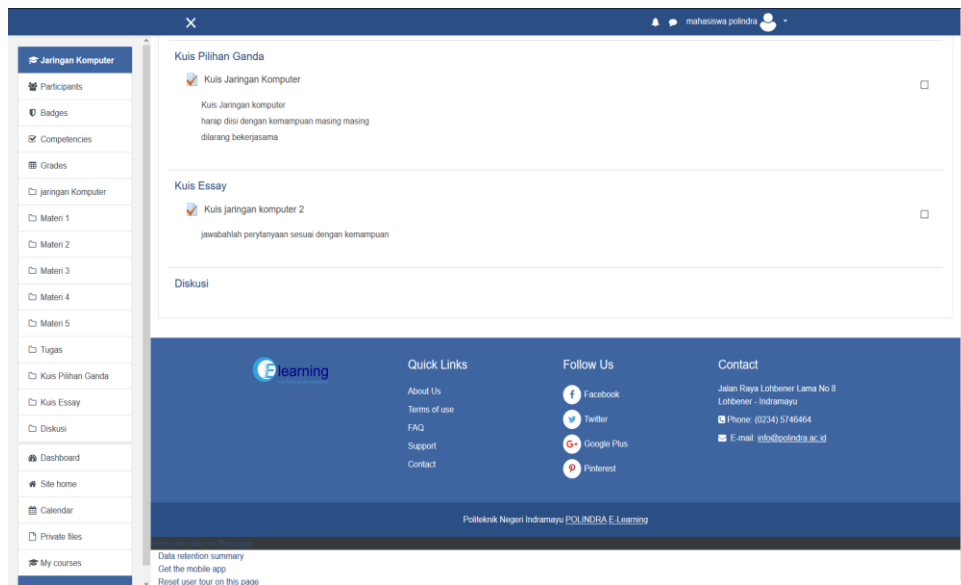 mahasiswa polindra
Jaringan Komputer
Participants
Badges
Competencies
Grades
jaringan Komputer
Materi 1
Materi 2
Materi 3
Materi 4
Materi 5
Tugas
Kuis Pilihan Ganda
Kuis Essay
Diskusi
Dashboard
Site home
Calendar
Private files
My courses
Kuis Pilihan Ganda
Kuis Jaringan Komputer
Kuis Jaringan komputer
harap diisi dengan kemampuan masing masing
dilarang bekerjasama
Kuis Essay
Kuis jaringan komputer 2
jawabahlah perytanyaan sesuai dengan kemampuan
Diskusi
Elearning
Quick Links
About Us
Terms of use
FAQ
Support
Contact
Follow Us
Facebook
Twitter
Google Plus
Pinterest
Contact
Jalan Raya Lohbener Lama No 8
Lohbener - Indramayu
Phone: (0234) 5746464
E-mail: info@polindra.ac.id
Politeknik Negeri Indramayu POLINDRA E-Learning
Data retention summary
Get the mobile app
Reset user tour on this page